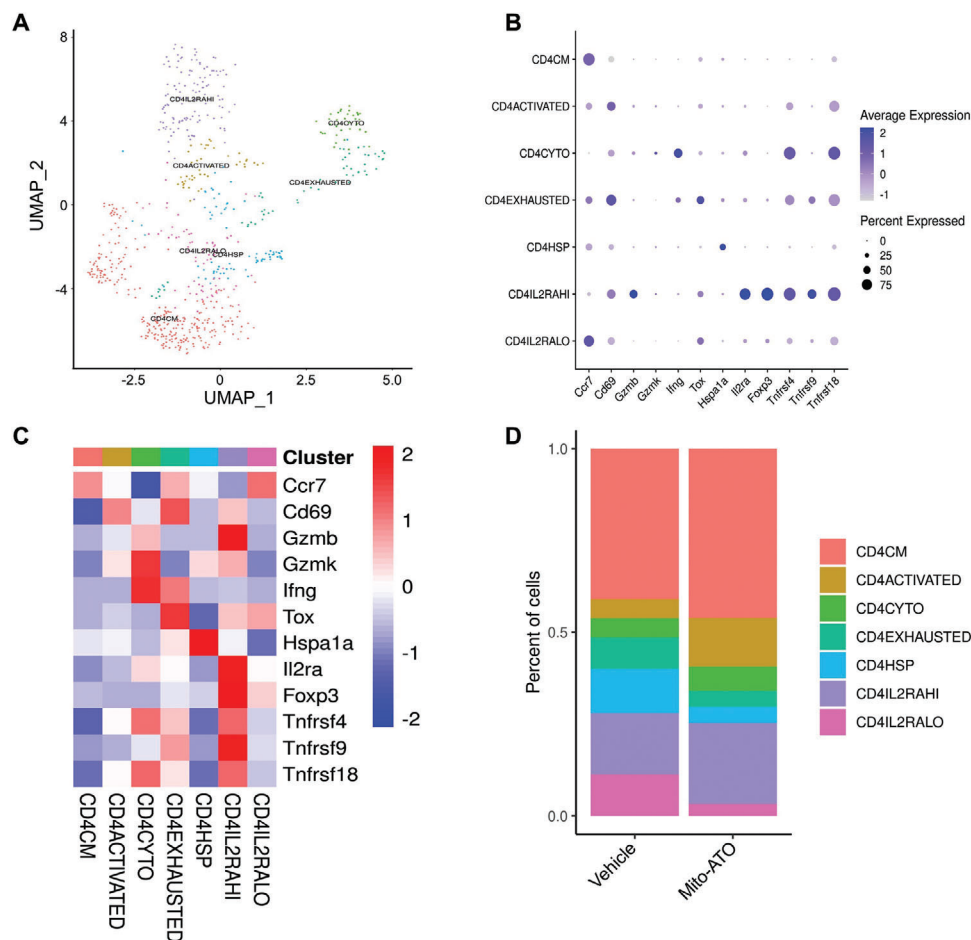 A
8
4
0
-4
UMAP_2
CD4IL2RAHI
CD4CYTO
CD4ACTIVATED
CD4EXHAUSTED
CD4IL2RALO
CD4HSP
CD4CM
-2.5
0
2.5
5.0
UMAP_1
B
CD4CM
CD4ACTIVATED
CD4CYTO
CD4EXHAUSTED
CD4HSP
CD4IL2RAHI
CD4IL2RALO
Ccr7
Cd69
Gzmb
Gzmk
Ifng
Tox
Hspa1a
Il2ra
Foxp3
Tnfrsf4
Tnfrsf9
Tnfrsf18
Average Expression
2
1
0
-1
Percent Expressed
0
25
50
75
C
Cluster
Ccr7
Cd69
Gzmb
Gzmk
Ifng
Tox
Hspa1a
Il2ra
Foxp3
Tnfrsf4
Tnfrsf9
Tnfrsf18
2
1
0
-1
-2
CD4CM
CD4ACTIVATED
CD4CYTO
CD4EXHAUSTED
CD4HSP
CD4IL2RAHI
CD4IL2RALO
D
1.0
0.5
0.0
Percent of cells
Vehicle
Mito-ATO
CD4CM
CD4ACTIVATED
CD4CYTO
CD4EXHAUSTED
CD4HSP
CD4IL2RAHI
CD4IL2RALO